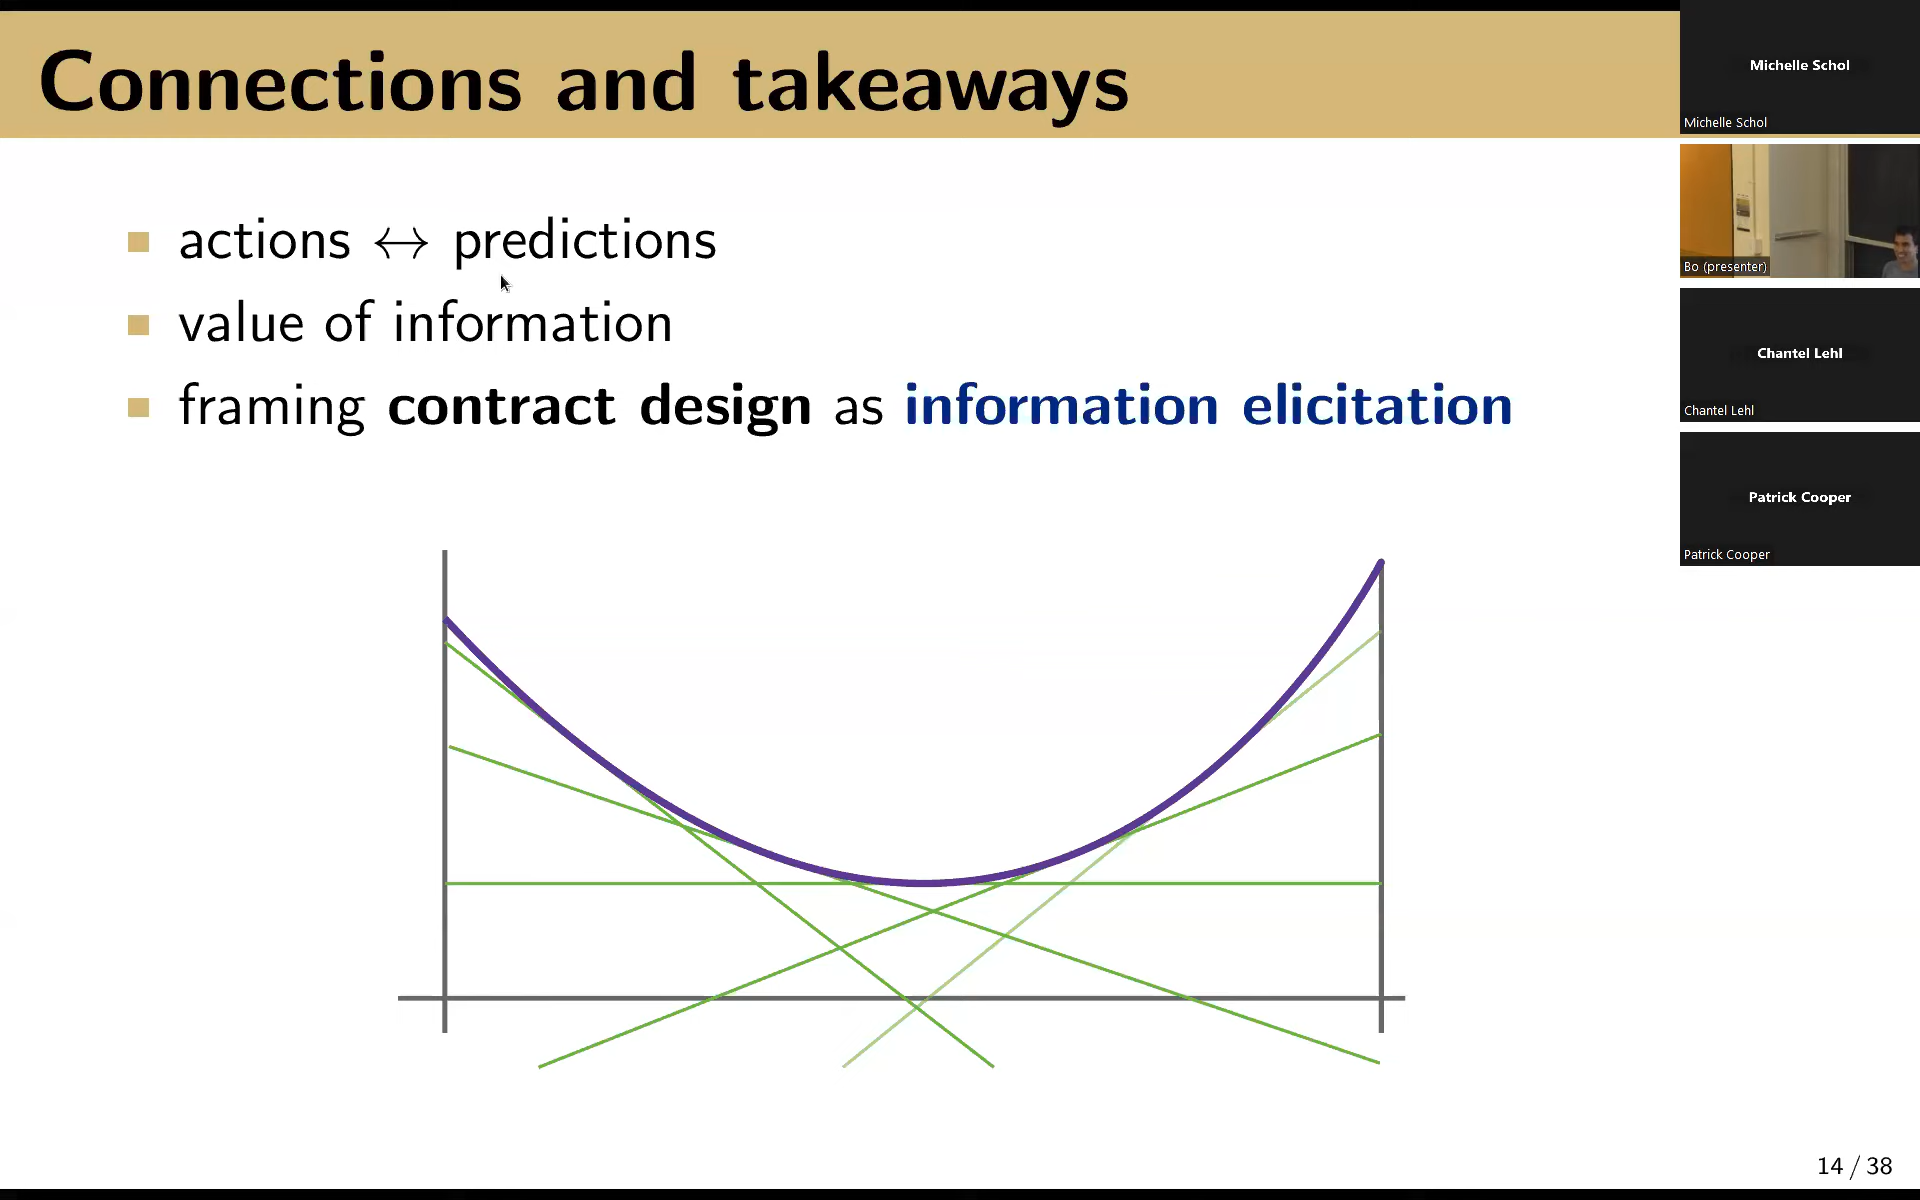 Connections and takeaways
actions ↔ predictions
value of information
framing contract design as information elicitation
14 / 38
Michelle Schol
Michelle Schol
Bo (presenter)
Chantel Lehl
Chantel Lehl
Patrick Cooper
Patrick Cooper